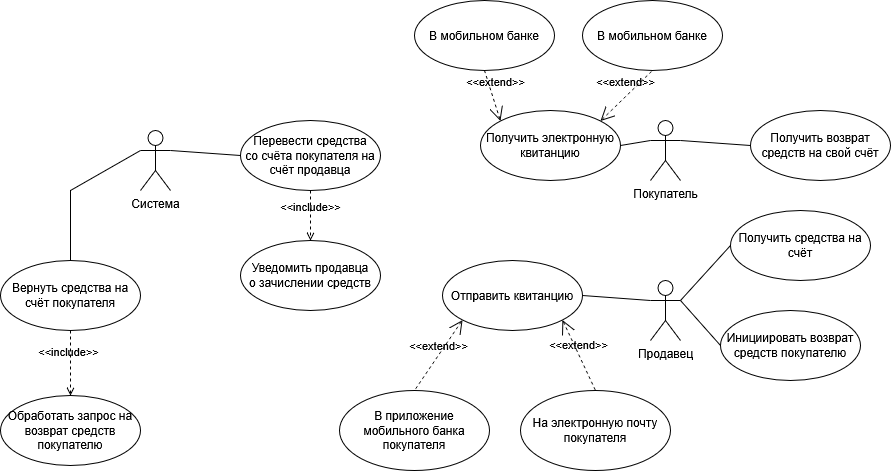 В мобильном банке
В мобильном банке
<<extend>>
<<extend>>
Перевести средства
со счёта покупателя на
счёт продавца
Получить электронную
квитанцию
Получить возврат
средств на свой счёт
Система
Покупатель
<<include>>
Получить средства на
счёт
Уведомить продавца
о зачислении средств
Вернуть средства на
счёт покупателя
Отправить квитанцию
Продавец
Инициировать возврат
средств покупателю
<<include>>
<<extend>>
<<extend>>
Обработать запрос на
возврат средств
покупателю
В приложение
мобильного банка
покупателя
На электронную почту
покупателя